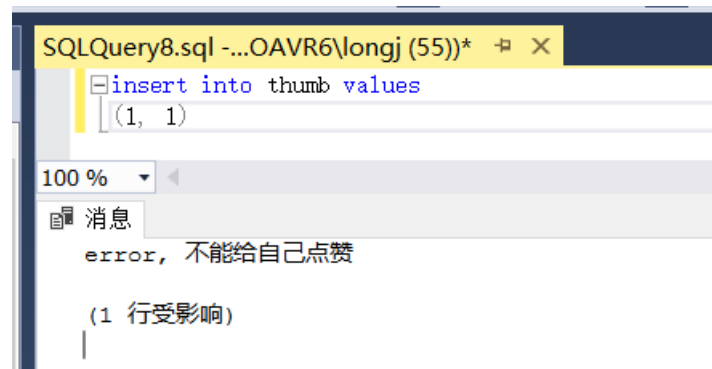 SQLQuery8.sql -...OAVR6\longj (55))*
insert into thumb values
(1, 1)
100 %
消息
error, 不能给自己点赞
(1 行受影响)